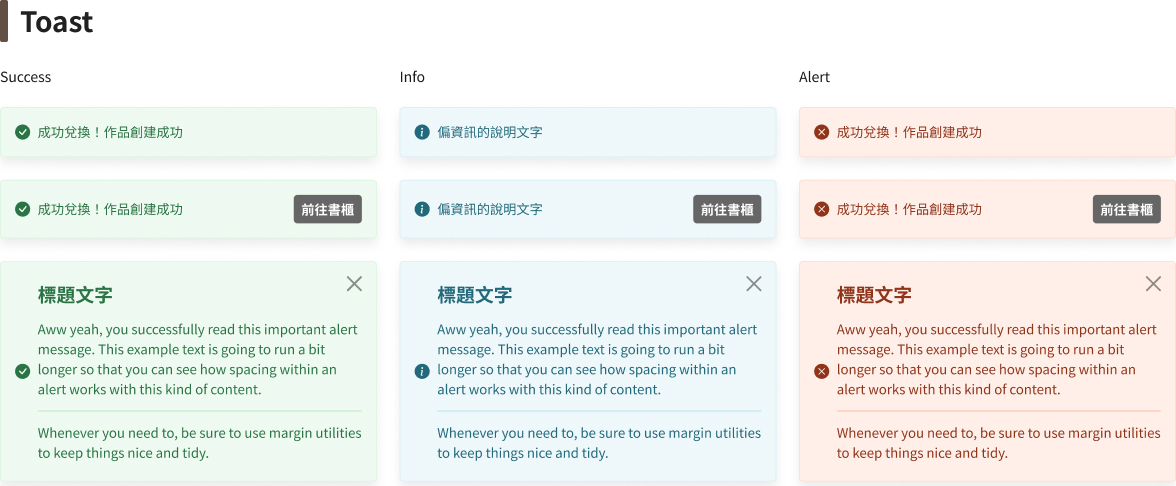 Toast
Success
成功兌換！作品創建成功
成功兌換！作品創建成功
前往書櫃
標題文字
Aww yeah, you successfully read this important alert
message. This example text is going to run a bit
longer so that you can see how spacing within an
alert works with this kind of content.
Whenever you need to, be sure to use margin utilities
to keep things nice and tidy.
Info
偏資訊的說明文字
偏資訊的說明文字
前往書櫃
標題文字
Aww yeah, you successfully read this important alert
message. This example text is going to run a bit
longer so that you can see how spacing within an
alert works with this kind of content.
Whenever you need to, be sure to use margin utilities
to keep things nice and tidy.
Alert
成功兌換！作品創建成功
成功兌換！作品創建成功
前往書櫃
標題文字
Aww yeah, you successfully read this important alert
message. This example text is going to run a bit
longer so that you can see how spacing within an
alert works with this kind of content.
Whenever you need to, be sure to use margin utilities
to keep things nice and tidy.